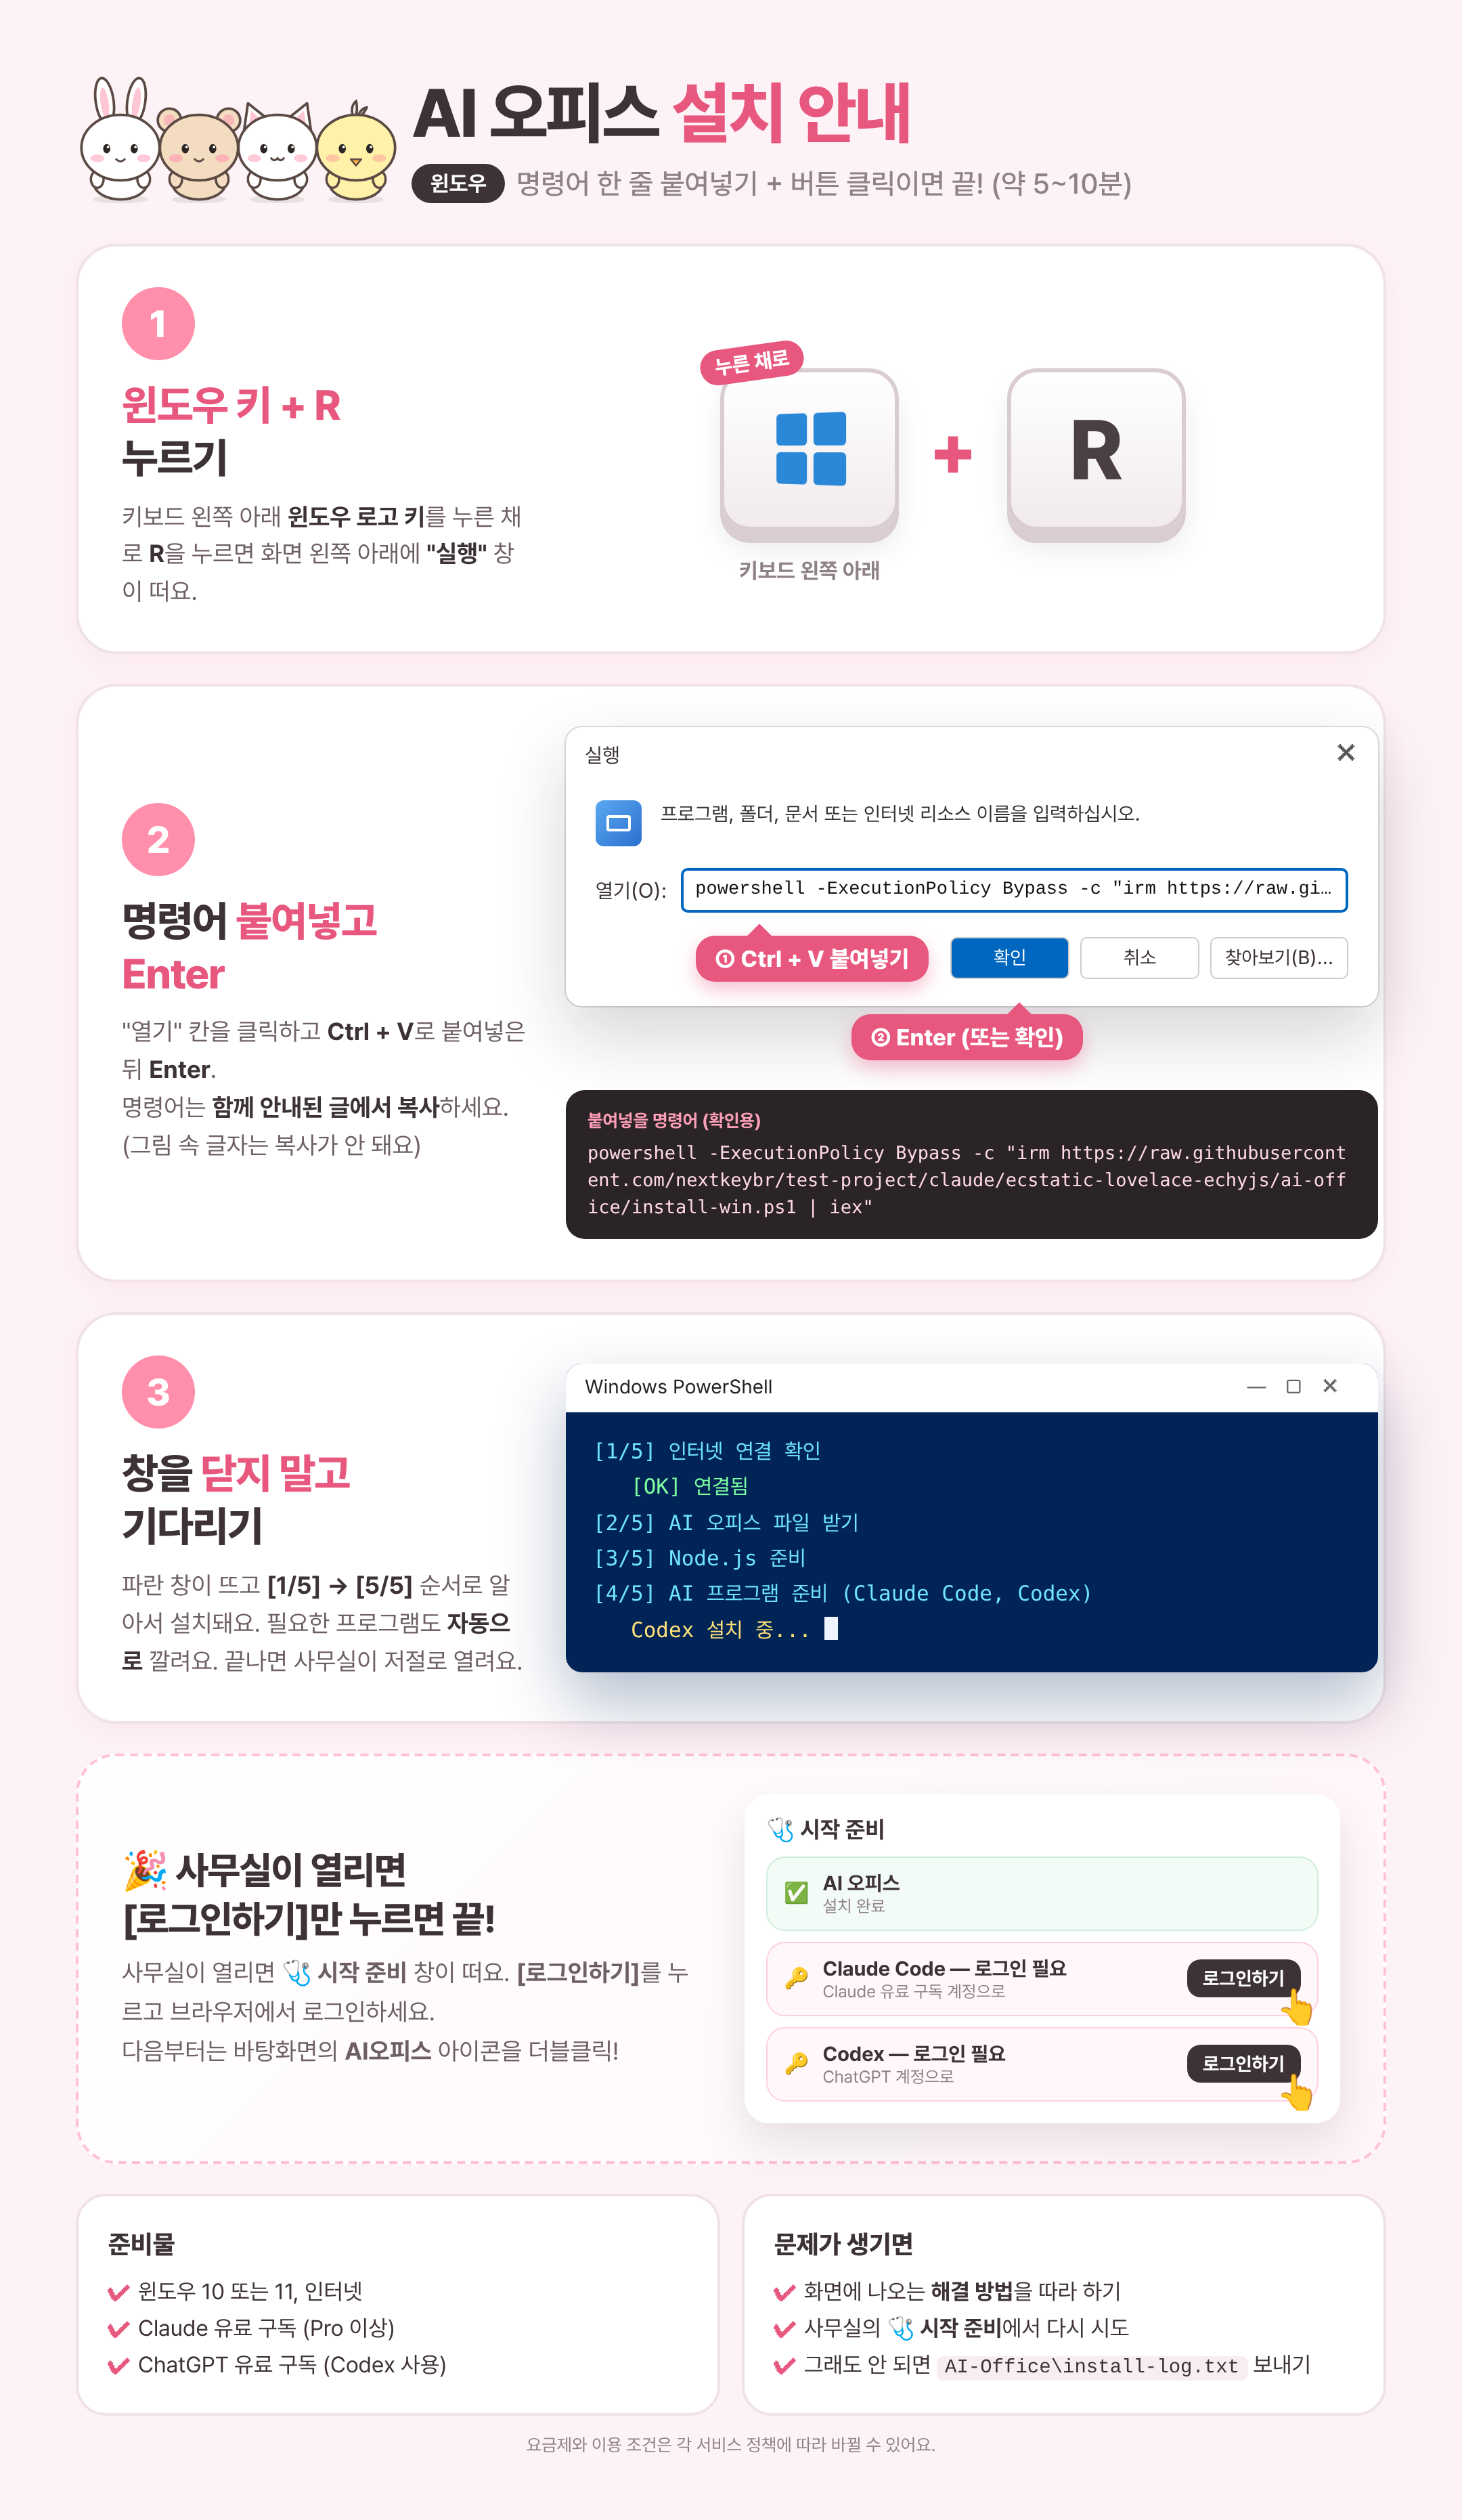 AI 오피스 설치 안내
윈도우 명령어 한 줄 붙여넣기 + 버튼 클릭이면 끝! (약 5~10분)
1
윈도우 키 + R
누르기
키보드 왼쪽 아래 윈도우 로고 키를 누른 채
로 R을 누르면 화면 왼쪽 아래에 "실행" 창
이 떠요.
누른 채로
+
R
키보드 왼쪽 아래
2
명령어 붙여넣고
Enter
"열기" 칸을 클릭하고 Ctrl + V로 붙여넣은
뒤 Enter.
명령어는 함께 안내된 글에서 복사하세요.
(그림 속 글자는 복사가 안 돼요)
실행 ✕
프로그램, 폴더, 문서 또는 인터넷 리소스 이름을 입력하십시오.
열기(O): powershell -ExecutionPolicy Bypass -c "irm https://raw.gi…
① Ctrl + V 붙여넣기 확인 취소 찾아보기(B)...
② Enter (또는 확인)
붙여넣을 명령어 (확인용)
powershell -ExecutionPolicy Bypass -c "irm https://raw.githubusercont
ent.com/nextkeybr/test-project/claude/ecstatic-lovelace-echyjs/ai-off
ice/install-win.ps1 | iex"
3
창을 닫지 말고
기다리기
파란 창이 뜨고 [1/5] → [5/5] 순서로 알
아서 설치돼요. 필요한 프로그램도 자동으
로 깔려요. 끝나면 사무실이 저절로 열려요.
Windows PowerShell — □ ✕
[1/5] 인터넷 연결 확인
[OK] 연결됨
[2/5] AI 오피스 파일 받기
[3/5] Node.js 준비
[4/5] AI 프로그램 준비 (Claude Code, Codex)
Codex 설치 중...
🎉 사무실이 열리면
[로그인하기]만 누르면 끝!
사무실이 열리면 🩺 시작 준비 창이 떠요. [로그인하기]를 누
르고 브라우저에서 로그인하세요.
다음부터는 바탕화면의 AI오피스 아이콘을 더블클릭!
🩺 시작 준비
✅ AI 오피스
설치 완료
🔑 Claude Code — 로그인 필요
Claude 유료 구독 계정으로
로그인하기
🔑 Codex — 로그인 필요
ChatGPT 계정으로
로그인하기
준비물
✔ 윈도우 10 또는 11, 인터넷
✔ Claude 유료 구독 (Pro 이상)
✔ ChatGPT 유료 구독 (Codex 사용)
문제가 생기면
✔ 화면에 나오는 해결 방법을 따라 하기
✔ 사무실의 🩺 시작 준비에서 다시 시도
✔ 그래도 안 되면 AI-Office\install-log.txt 보내기
요금제와 이용 조건은 각 서비스 정책에 따라 바뀔 수 있어요.